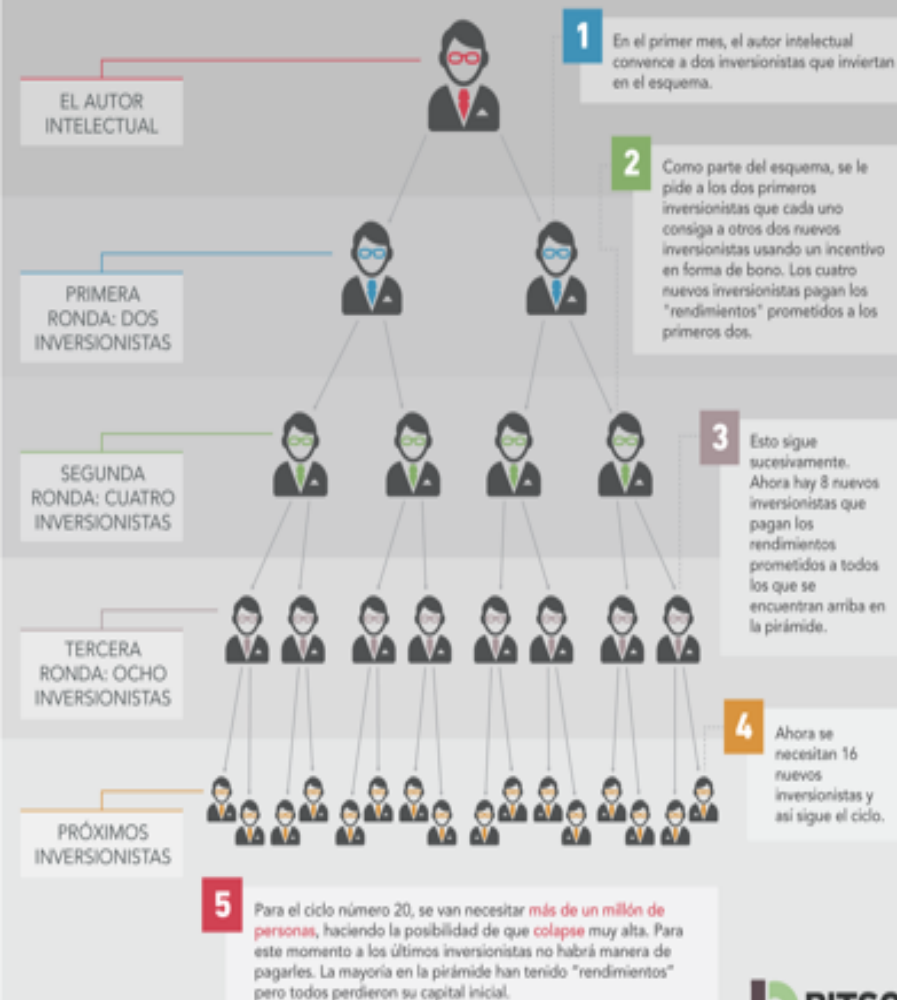 1
En el primer mes, el autor intelectual
convence a dos inversionistas que inviertan
en el esquema.
EL AUTOR
INTELECTUAL
2
Como parte del esquema, se le
pide a los dos primeros
inversionistas que cada uno
consiga a otros dos nuevos
inversionistas usando un incentivo
en forma de bono. Los cuatro
nuevos inversionistas pagan los
"rendimientos" prometidos a los
primeros dos.
PRIMERA
RONDA: DOS
INVERSIONISTAS
3
Esto sigue
sucesivamente.
Ahora hay 8 nuevos
inversionistas que
pagan los
rendimientos
prometidos a todos
los que se
encuentran arriba en
la pirámide.
SEGUNDA
RONDA: CUATRO
INVERSIONISTAS
TERCERA
RONDA: OCHO
INVERSIONISTAS
4
Ahora se
necesitan 16
nuevos
inversionistas y
así sigue el ciclo.
PRÓXIMOS
INVERSIONISTAS
5
Para el ciclo número 20, se van necesitar más de un millón de
personas, haciendo la posibilidad de que colapse muy alta. Para
este momento a los últimos inversionistas no habrá manera de
pagarles. La mayoría en la pirámide han tenido "rendimientos"
pero todos perdieron su capital inicial.